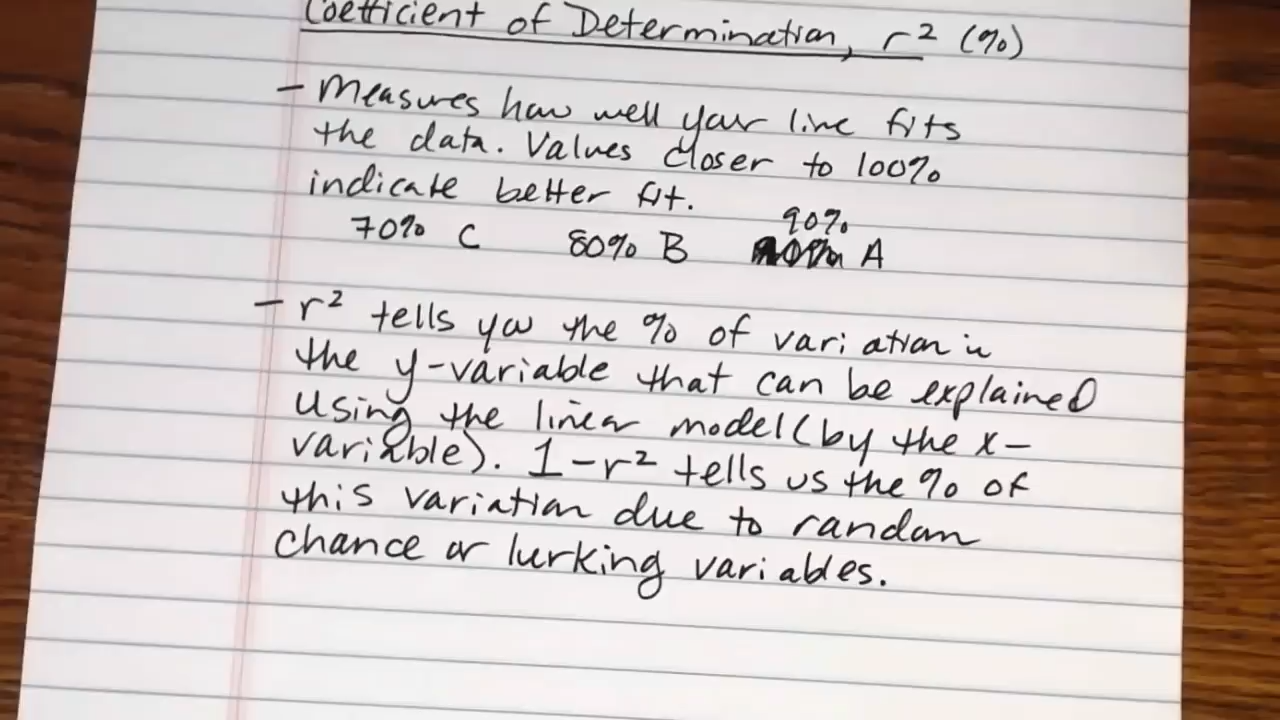 Coefficient of Determination, r² (%)
- Measures how well your line fits
the data. Values closer to 100%
indicate better fit.
90%
70% C 80% B A
- r² tells you the % of variation in
the y-variable that can be explained
using the linear model (by the x-
variable). 1-r² tells us the % of
this variation due to random
chance or lurking variables.